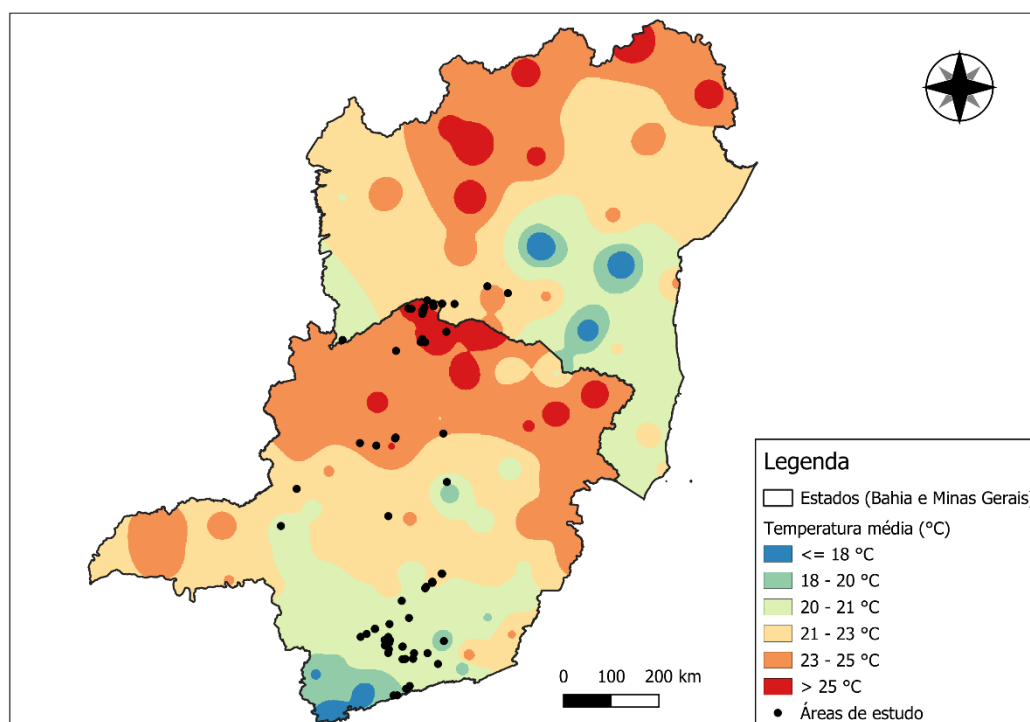 Legenda
Estados (Bahia e Minas Gerais)
Temperatura média (°C)
<= 18 °C
18 - 20 °C
20 - 21 °C
21 - 23 °C
23 - 25 °C
> 25 °C
Áreas de estudo
0 100 200 km